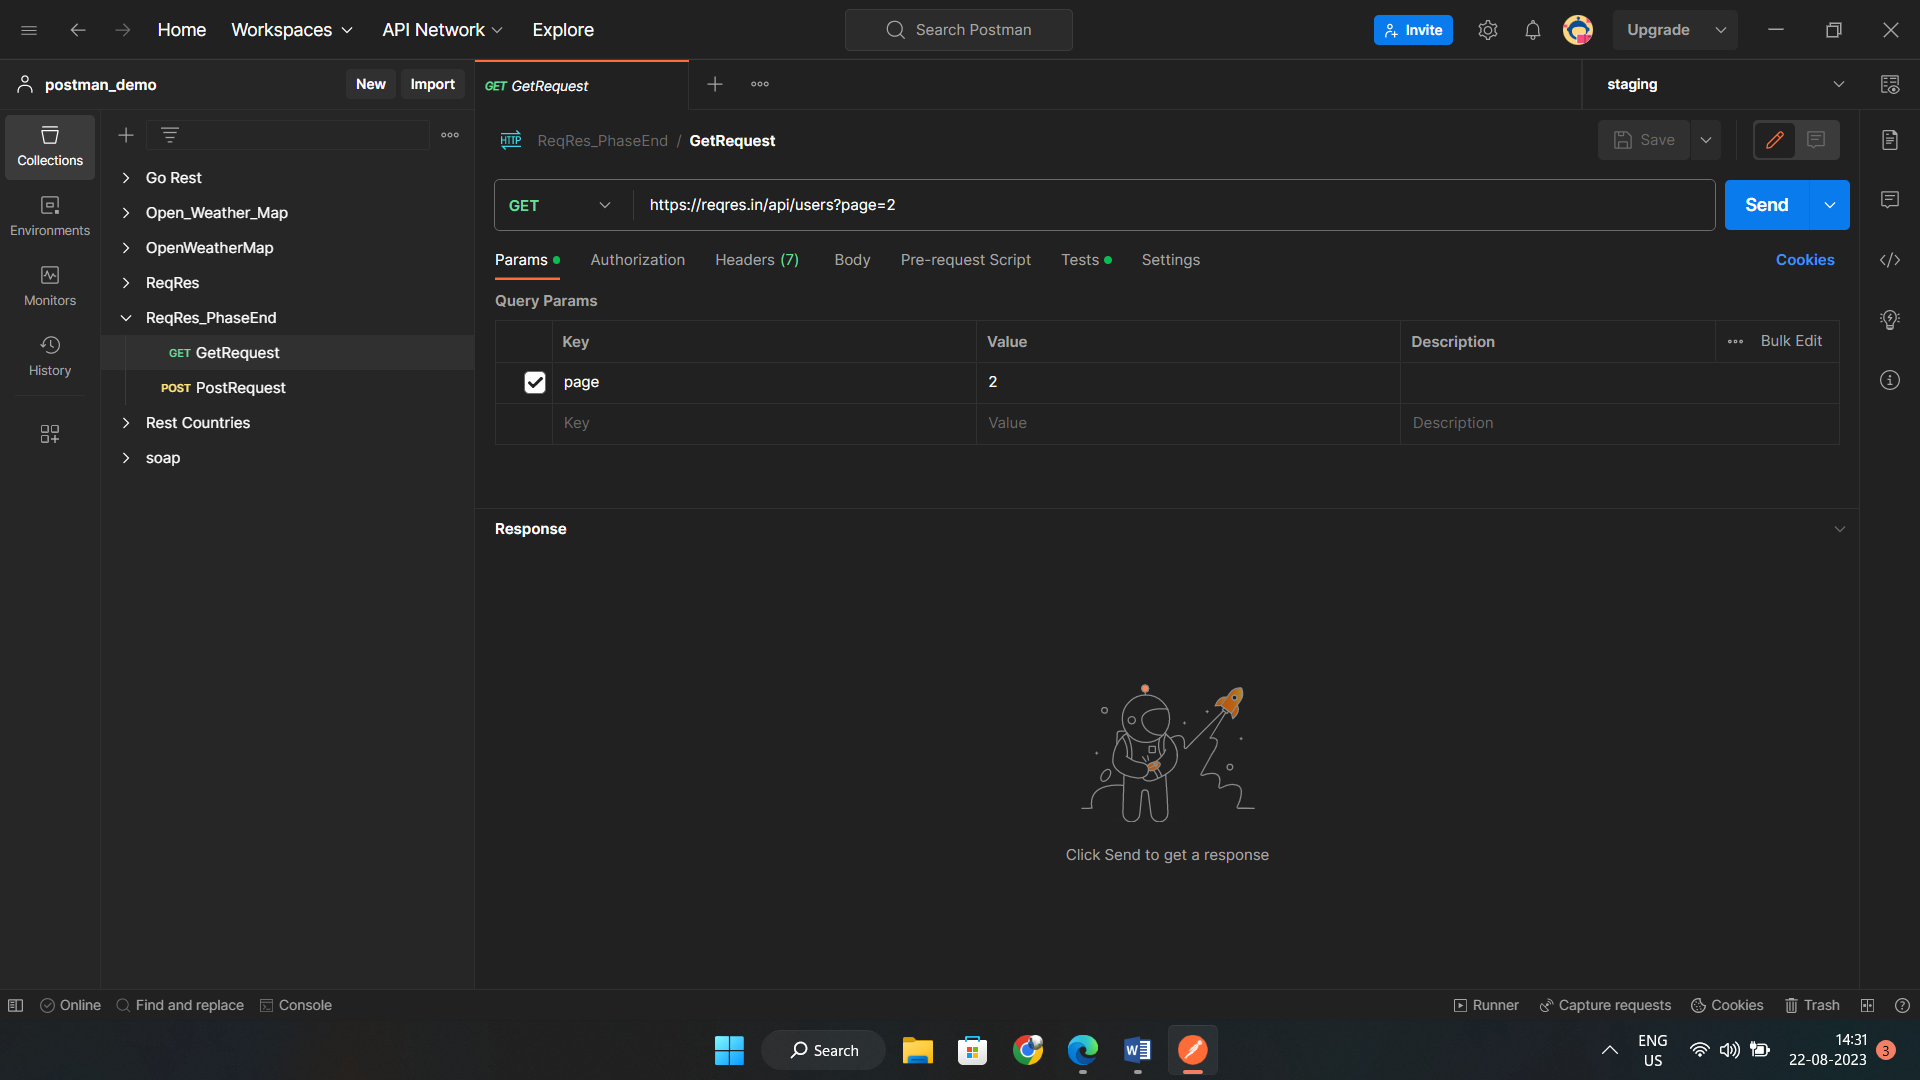 Home Workspaces API Network Explore Search Postman Invite Upgrade
postman_demo New Import GET GetRequest staging
HTTP ReqRes_PhaseEnd / GetRequest Save
Collections
Environments
Monitors
History
Go Rest
Open_Weather_Map
OpenWeatherMap
ReqRes
ReqRes_PhaseEnd
GET GetRequest
POST PostRequest
Rest Countries
soap
GET https://reqres.in/api/users?page=2 Send
Params Authorization Headers (7) Body Pre-request Script Tests Settings Cookies
Query Params
Key Value Description Bulk Edit
page 2
Key Value Description
Response
Click Send to get a response
Online Find and replace Console Runner Capture requests Cookies Trash
Search
ENG
US
14:31
22-08-2023
3